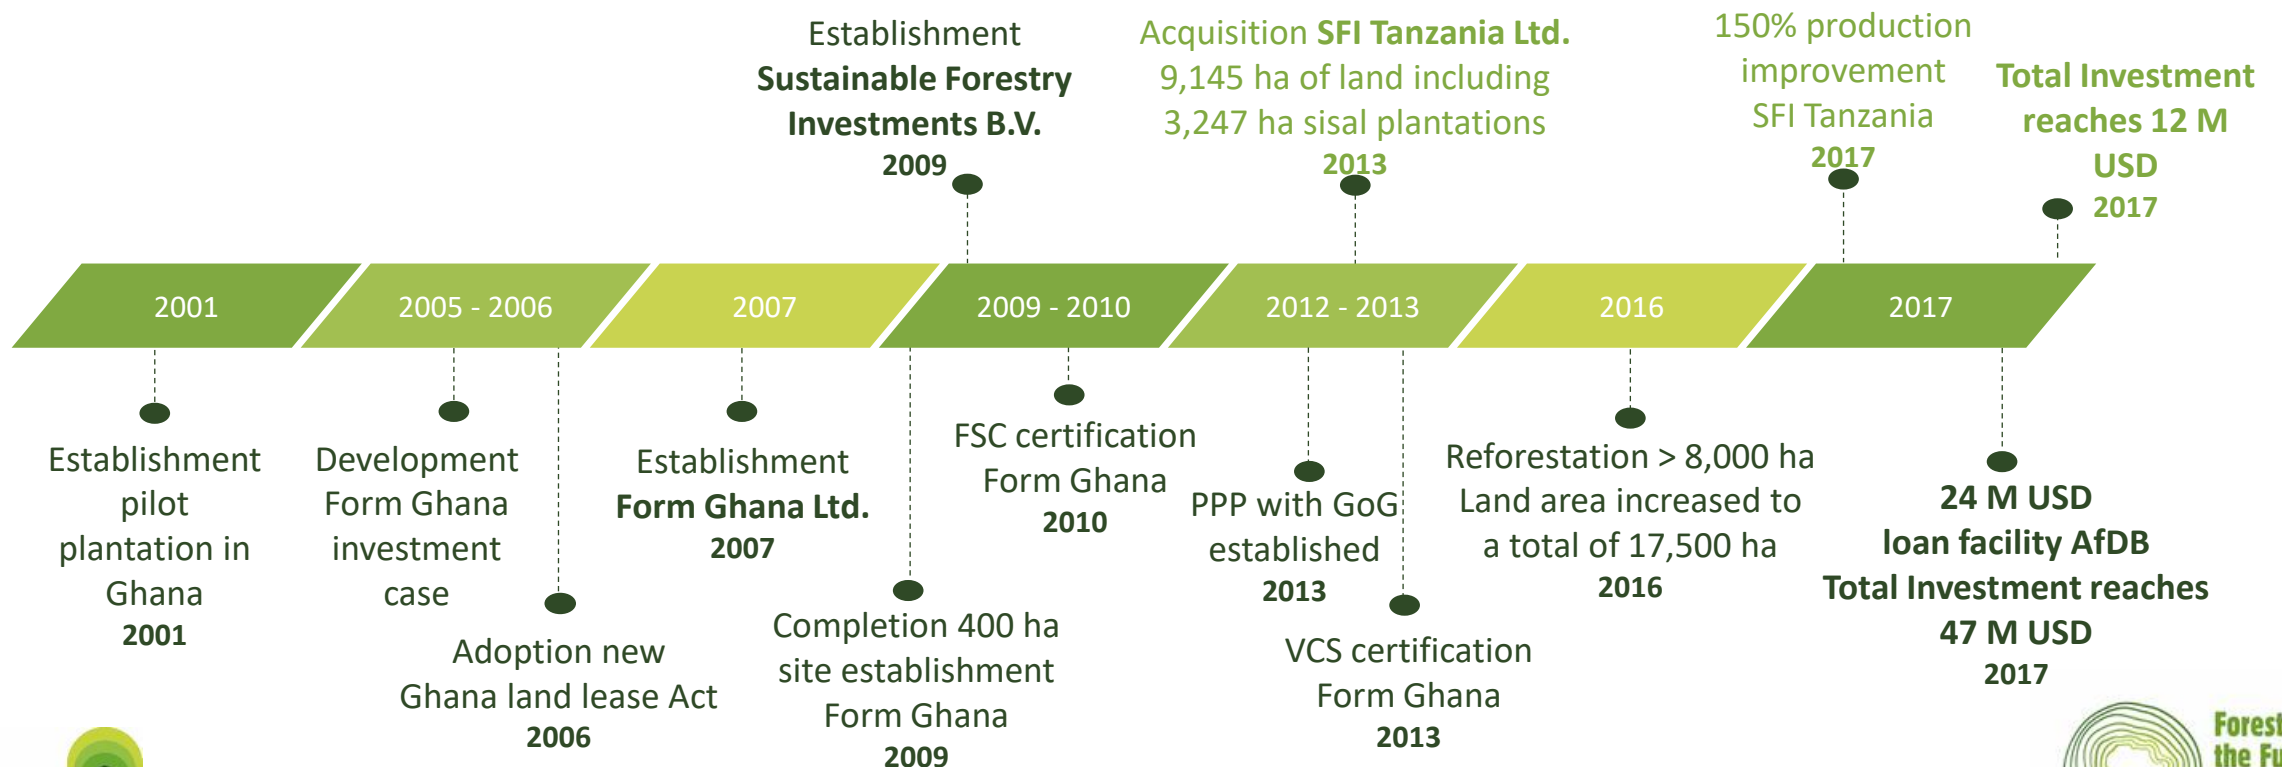 Establishment
Sustainable Forestry
Investments B.V.
2009
Acquisition SFI Tanzania Ltd.
9,145 ha of land including
3,247 ha sisal plantations
2013
150% production
improvement
SFI Tanzania
2017
Total Investment
reaches 12 M
USD
2017
2001
2005 - 2006
2007
2009 - 2010
2012 - 2013
2016
2017
Establishment
pilot
plantation in
Ghana
2001
Development
Form Ghana
investment
case
Adoption new
Ghana land lease Act
2006
Establishment
Form Ghana Ltd.
2007
Completion 400 ha
site establishment
Form Ghana
2009
FSC certification
Form Ghana
2010
PPP with GoG
established
2013
VCS certification
Form Ghana
2013
Reforestation > 8,000 ha
Land area increased to
a total of 17,500 ha
2016
24 M USD
loan facility AfDB
Total Investment reaches
47 M USD
2017
the